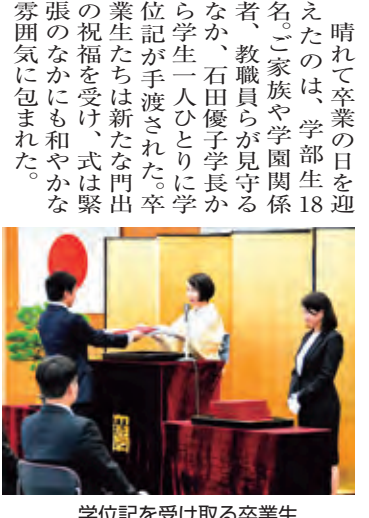 晴れて卒業の日を迎
えたのは、学部生18
名。ご家族や学園関係
者、教職員らが見守る
なか、石田優子学長か
ら学生一人ひとりに学
位記が手渡された。卒
業生たちは新たな門出
の祝福を受け、式は緊
張のなかにも和やかな
雰囲気に包まれた。
学位記を受け取る卒業生